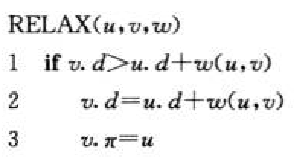 RELAX(u,v,w)
1 if v.d>u.d+w(u,v)
2 v.d=u.d+w(u,v)
3 v.π=u